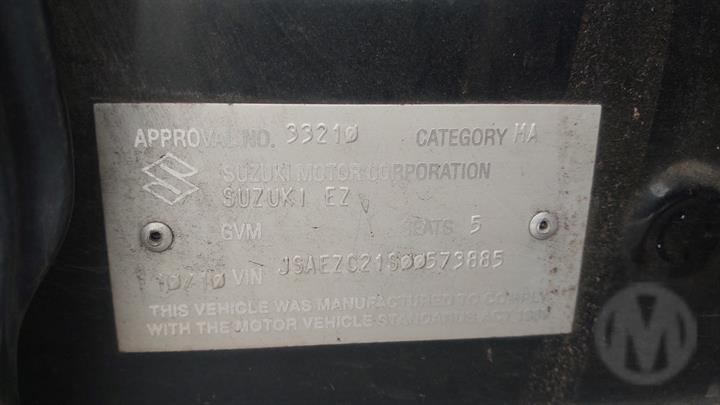 APPROVAL NO. 33210 CATEGORY MA
SUZUKI MOTOR CORPORATION
SUZUKI EZ
GVM SEATS 5
10/10 VIN JSAEZC21S00573885
THIS VEHICLE WAS MANUFACTURED TO COMPLY
WITH THE MOTOR VEHICLE STANDARDS ACT
M